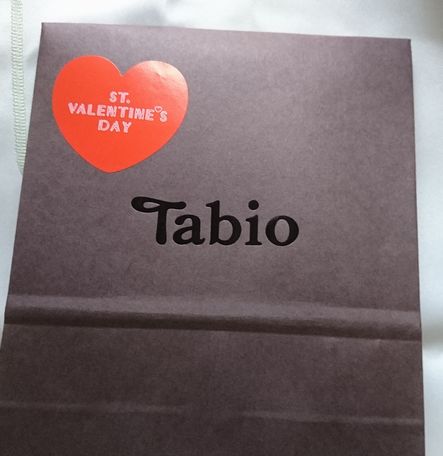 ST.
VALENTINE'S
DAY
Tabio